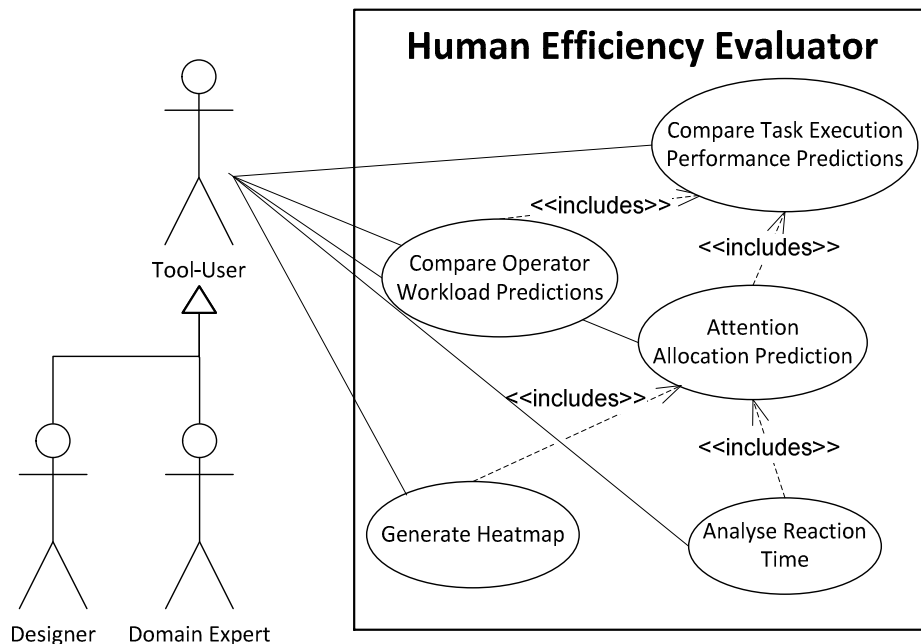 Human Efficiency Evaluator
Compare Task Execution
Performance Predictions
<<includes>>
<<includes>>
Tool-User
Compare Operator
Workload Predictions
Attention
Allocation Prediction
<<includes>>
<<includes>>
Generate Heatmap
Analyse Reaction
Time
Designer
Domain Expert